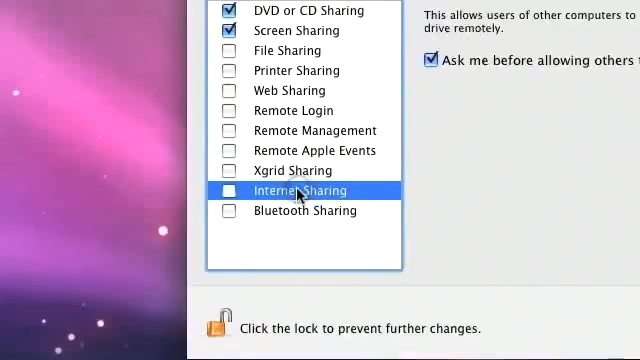 DVD or CD Sharing
Screen Sharing
File Sharing
Printer Sharing
Web Sharing
Remote Login
Remote Management
Remote Apple Events
Xgrid Sharing
Internet Sharing
Bluetooth Sharing
This allows users of other computers to
drive remotely.
Ask me before allowing others
Click the lock to prevent further changes.